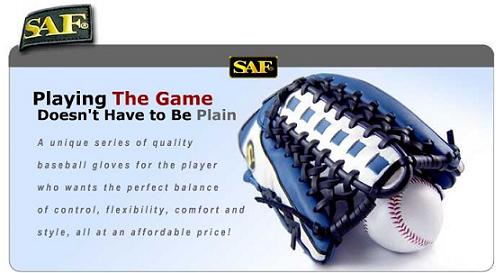 SAF®
SAF®
Playing The Game
Doesn't Have to Be Plain
A unique series of quality
baseball gloves for the player
who wants the perfect balance
of control, flexibility, comfort and
style, all at an affordable price!